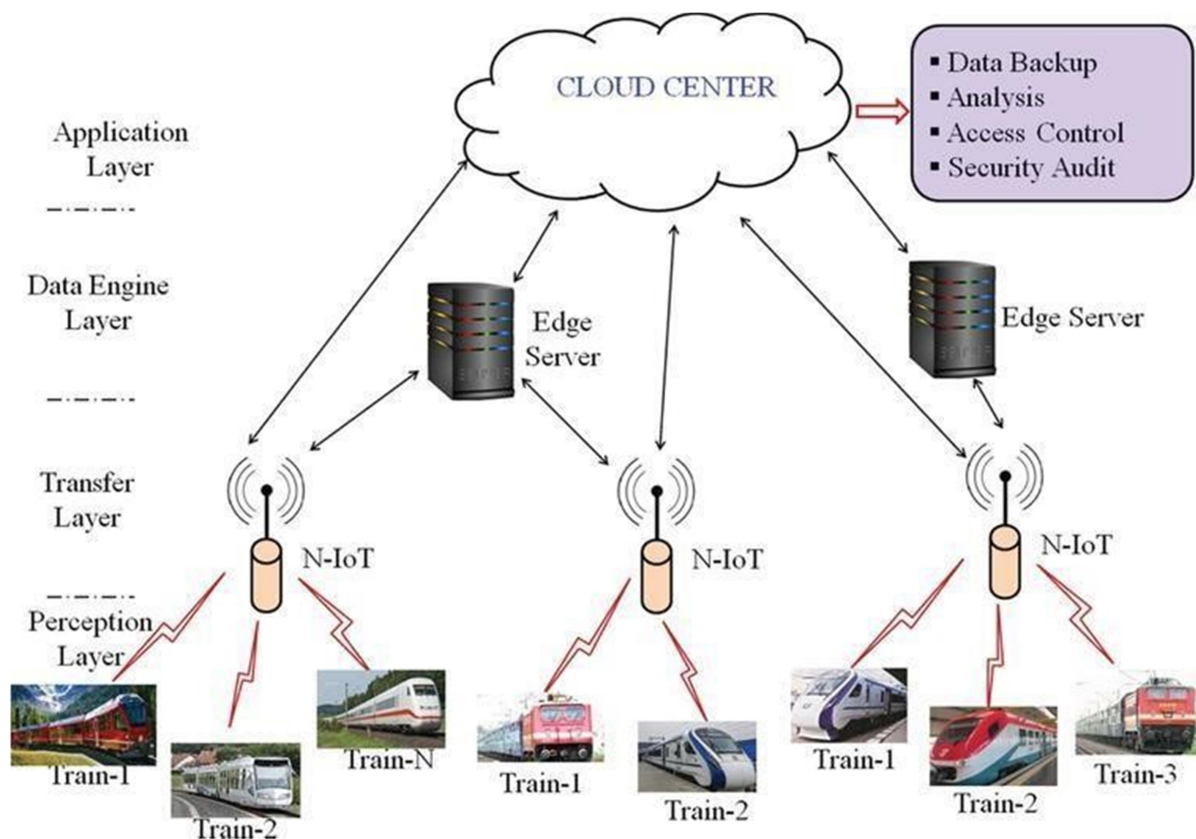 CLOUD CENTER
▪ Data Backup
▪ Analysis
▪ Access Control
▪ Security Audit
Application
Layer
Data Engine
Layer
Edge
Server
Edge Server
Transfer
Layer
N-IoT
N-IoT
N-IoT
Perception
Layer
Train-1
Train-2
Train-N
Train-1
Train-2
Train-1
Train-2
Train-3